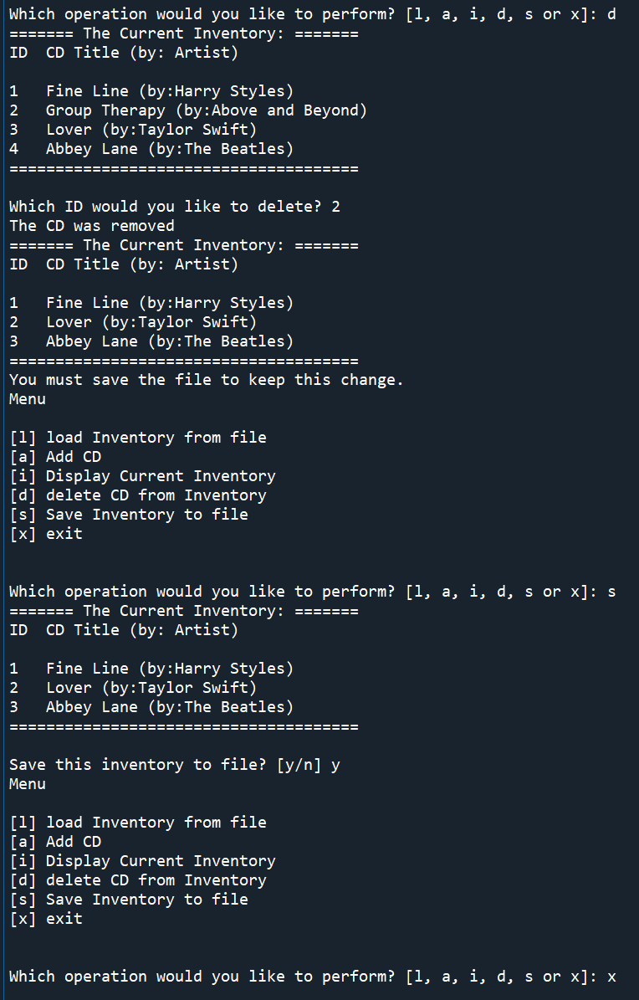 Which operation would you like to perform? [l, a, i, d, s or x]: d
======= The Current Inventory: =======
ID  CD Title (by: Artist)

1   Fine Line (by:Harry Styles)
2   Group Therapy (by:Above and Beyond)
3   Lover (by:Taylor Swift)
4   Abbey Lane (by:The Beatles)
======================================

Which ID would you like to delete? 2
The CD was removed
======= The Current Inventory: =======
ID  CD Title (by: Artist)

1   Fine Line (by:Harry Styles)
2   Lover (by:Taylor Swift)
3   Abbey Lane (by:The Beatles)
======================================
You must save the file to keep this change.
Menu

[l] load Inventory from file
[a] Add CD
[i] Display Current Inventory
[d] delete CD from Inventory
[s] Save Inventory to file
[x] exit


Which operation would you like to perform? [l, a, i, d, s or x]: s
======= The Current Inventory: =======
ID  CD Title (by: Artist)

1   Fine Line (by:Harry Styles)
2   Lover (by:Taylor Swift)
3   Abbey Lane (by:The Beatles)
======================================

Save this inventory to file? [y/n] y
Menu

[l] load Inventory from file
[a] Add CD
[i] Display Current Inventory
[d] delete CD from Inventory
[s] Save Inventory to file
[x] exit


Which operation would you like to perform? [l, a, i, d, s or x]: x